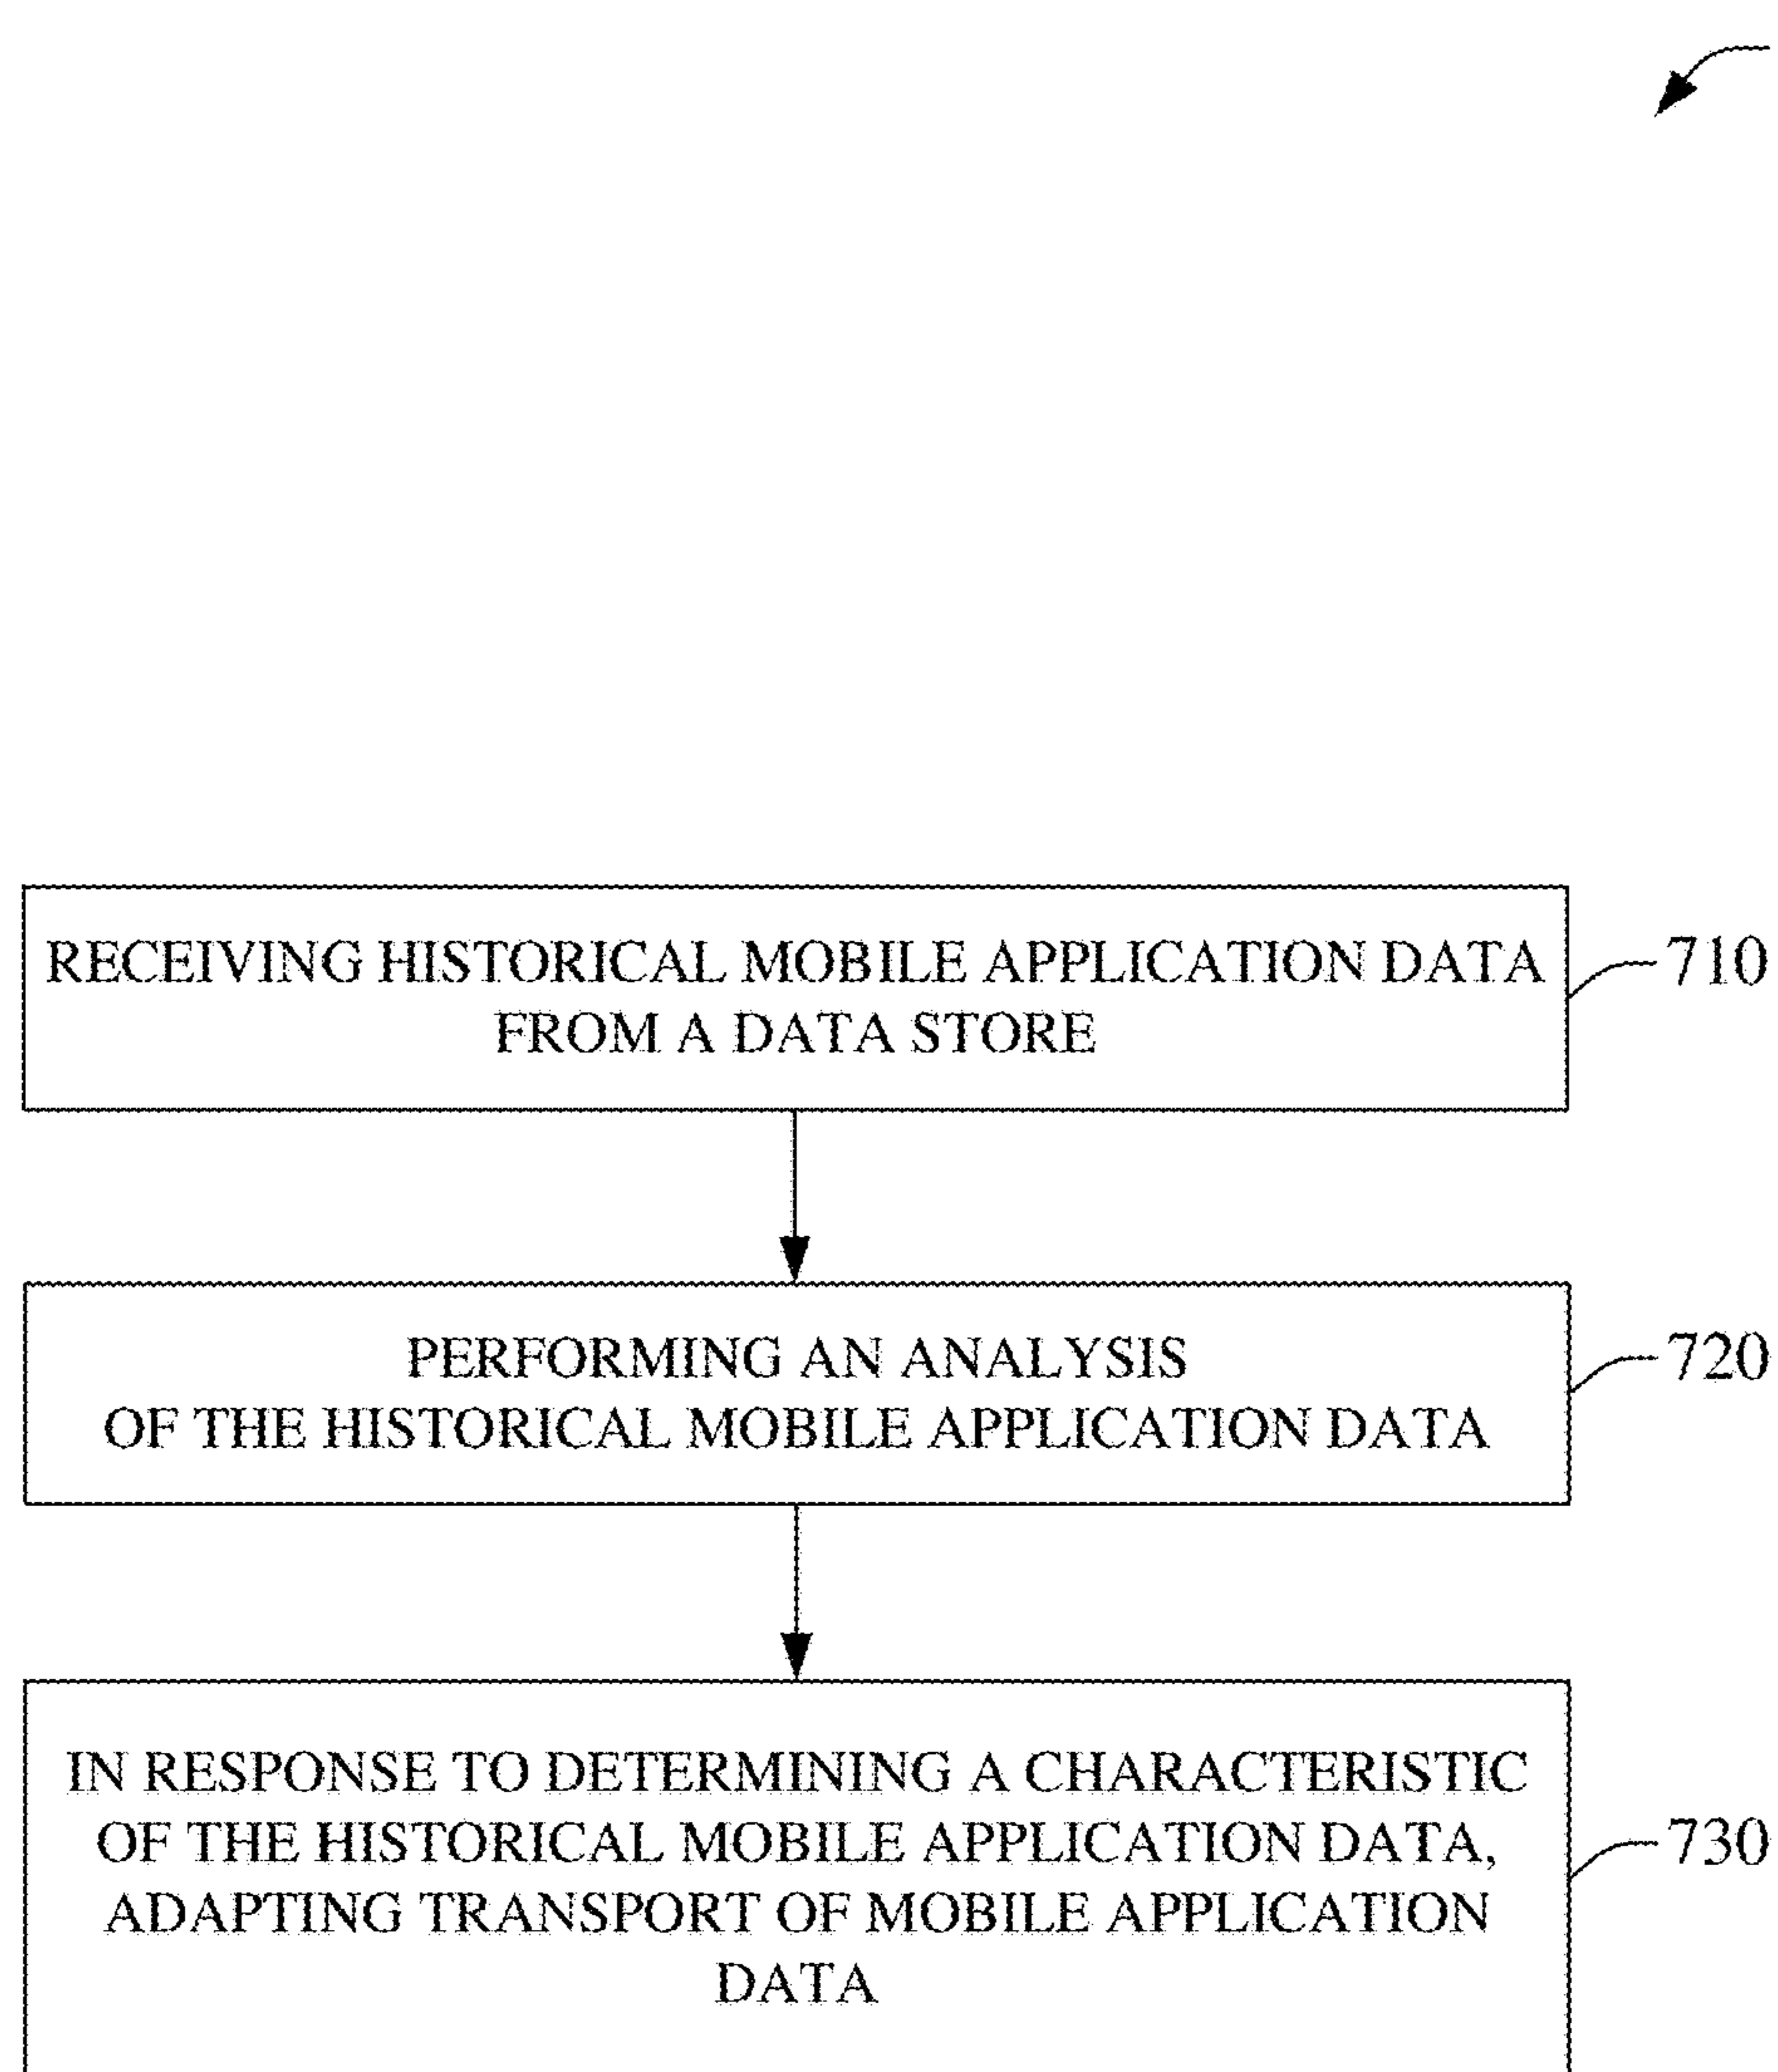 RECEIVING HISTORICAL MOBILE APPLICATION DATA
FROM A DATA STORE
710
PERFORMING AN ANALYSIS
OF THE HISTORICAL MOBILE APPLICATION DATA
720
IN RESPONSE TO DETERMINING A CHARACTERISTIC
OF THE HISTORICAL MOBILE APPLICATION DATA,
ADAPTING TRANSPORT OF MOBILE APPLICATION
DATA
730